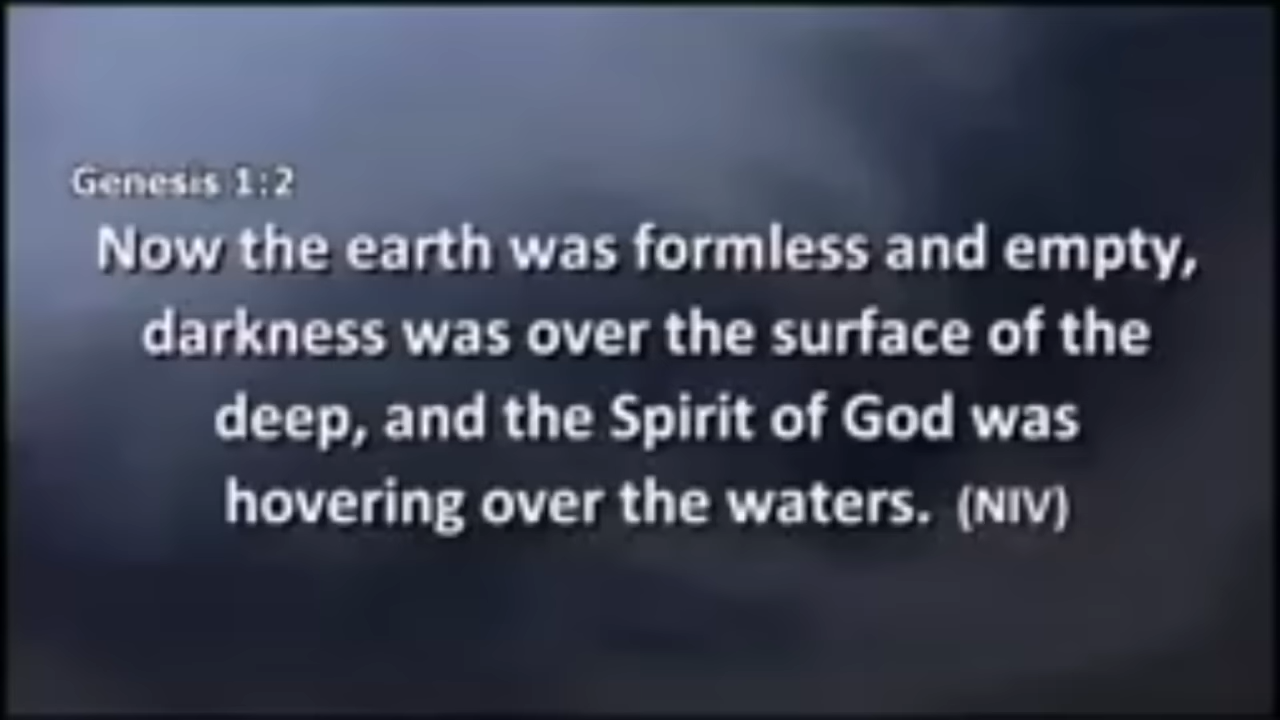 Genesis 1:2
Now the earth was formless and empty,
darkness was over the surface of the
deep, and the Spirit of God was
hovering over the waters. (NIV)